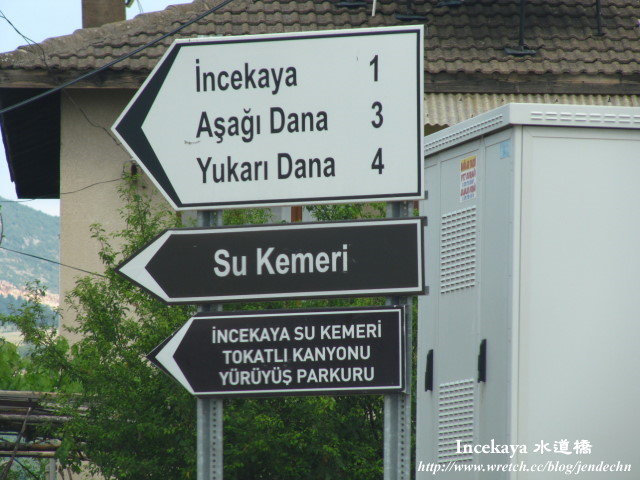 İncekaya 1
Aşağı Dana 3
Yukarı Dana 4
Su Kemeri
İNCEKAYA SU KEMERİ
TOKATLI KANYONU
YÜRÜYÜŞ PARKURU
Incekaya 水道橋
http://www.wretch.cc/blog/jendechn